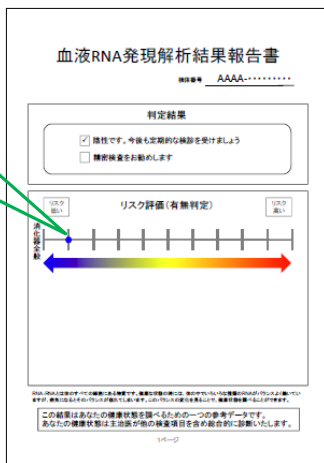 血液RNA発現解析結果報告書
検体番号 AAAA-·········
判定結果
陰性です。今後も定期的な検診を受けましょう
精密検査をお勧めします
リスク低い
リスク評価(有無判定)
リスク高い
消化器全般
この結果はあなたの健康状態を調べるための一つの参考データです。
あなたの健康状態は主治医が他の検査項目を含め総合的に診断いたします。
1ページ